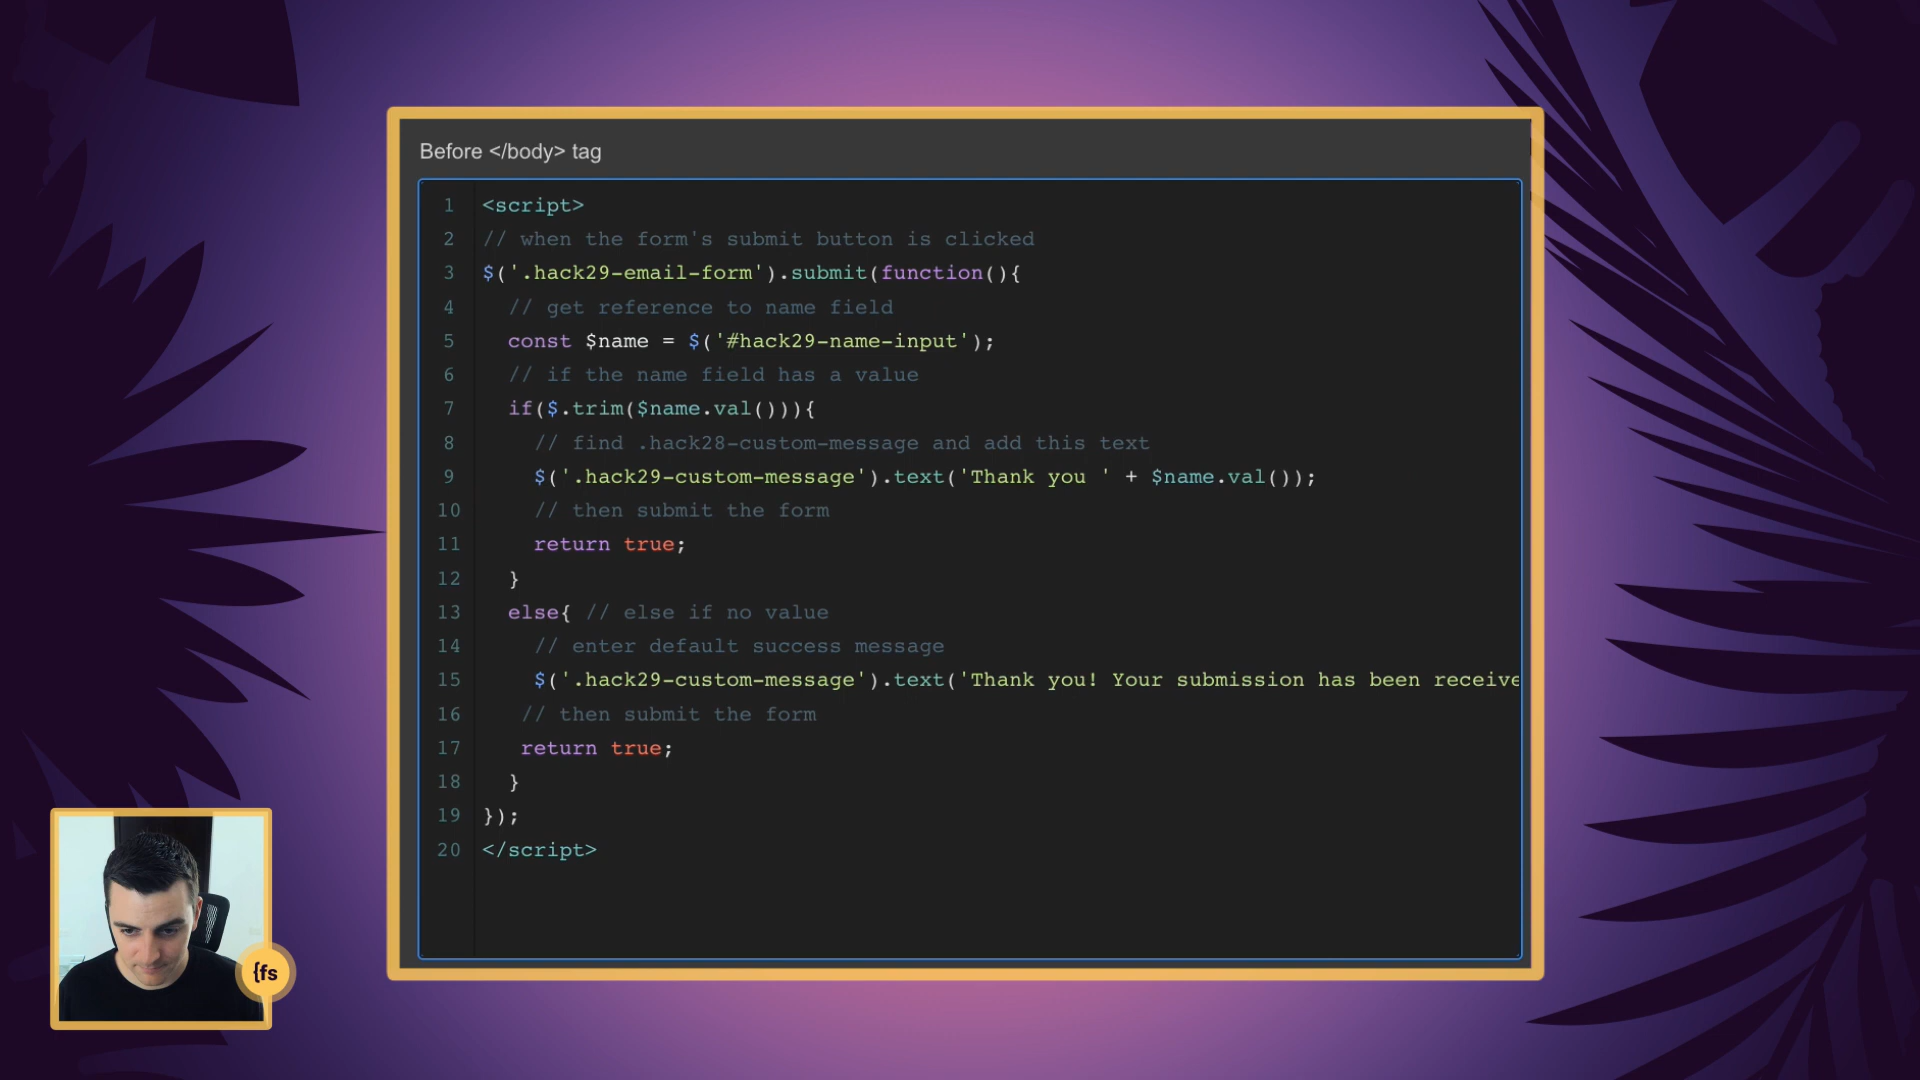 Before </body> tag
1 <script>
2 // when the form's submit button is clicked
3 $('.hack29-email-form').submit(function(){
4 // get reference to name field
5 const $name = $('#hack29-name-input');
6 // if the name field has a value
7 if($.trim($name.val())){
8 // find .hack28-custom-message and add this text
9 $('.hack29-custom-message').text('Thank you ' + $name.val());
10 // then submit the form
11 return true;
12 }
13 else{ // else if no value
14 // enter default success message
15 $('.hack29-custom-message').text('Thank you! Your submission has been receive
16 // then submit the form
17 return true;
18 }
19 });
20 </script>
{fs